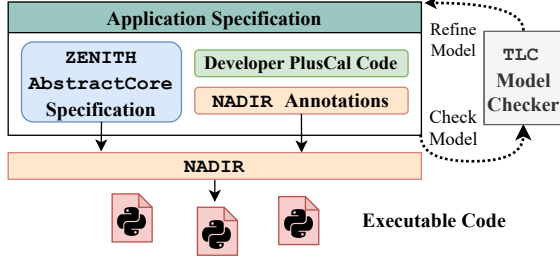 Application Specification
ZENITH
AbstractCore
Specification
Developer PlusCal Code
NADIR Annotations
Refine
Model
TLC
Model
Checker
Check
Model
NADIR
Executable Code